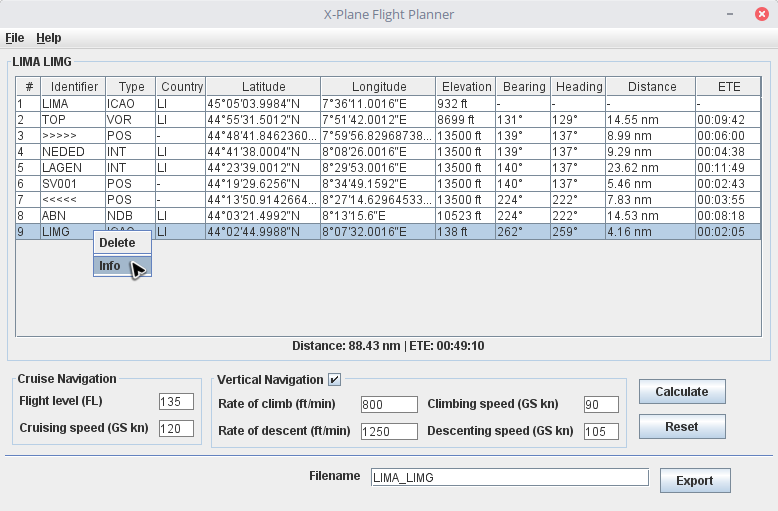 X-Plane Flight Planner
File Help
LIMA LIMG
# Identifier Type Country Latitude Longitude Elevation Bearing Heading Distance ETE
1 LIMA ICAO LI 45°05'03.9984"N 7°36'11.0016"E 932 ft - - - -
2 TOP VOR LI 44°55'31.5012"N 7°51'42.0012"E 8699 ft 131° 129° 14.55 nm 00:09:42
3 >>>>> POS - 44°48'41.8462360... 7°59'56.82968738... 13500 ft 139° 137° 8.99 nm 00:06:00
4 NEDED INT LI 44°41'38.0004"N 8°08'26.0016"E 13500 ft 139° 137° 9.29 nm 00:04:38
5 LAGEN INT LI 44°23'39.0012"N 8°29'53.0016"E 13500 ft 140° 137° 23.62 nm 00:11:49
6 SV001 POS - 44°19'29.6256"N 8°34'49.1592"E 13500 ft 140° 137° 5.46 nm 00:02:43
7 <<<<< POS - 44°13'50.9142664... 8°27'14.62964533... 13500 ft 224° 222° 7.83 nm 00:03:55
8 ABN NDB LI 44°03'21.4992"N 8°13'15.6"E 10523 ft 224° 222° 14.53 nm 00:08:18
9 LIMG ICAO LI 44°02'44.9988"N 8°07'32.0016"E 138 ft 262° 259° 4.16 nm 00:02:05
Delete
Info
Distance: 88.43 nm | ETE: 00:49:10
Cruise Navigation
Flight level (FL) 135
Cruising speed (GS kn) 120
Vertical Navigation
Rate of climb (ft/min) 800 Climbing speed (GS kn) 90
Rate of descent (ft/min) 1250 Descenting speed (GS kn) 105
Calculate
Reset
Filename LIMA_LIMG Export